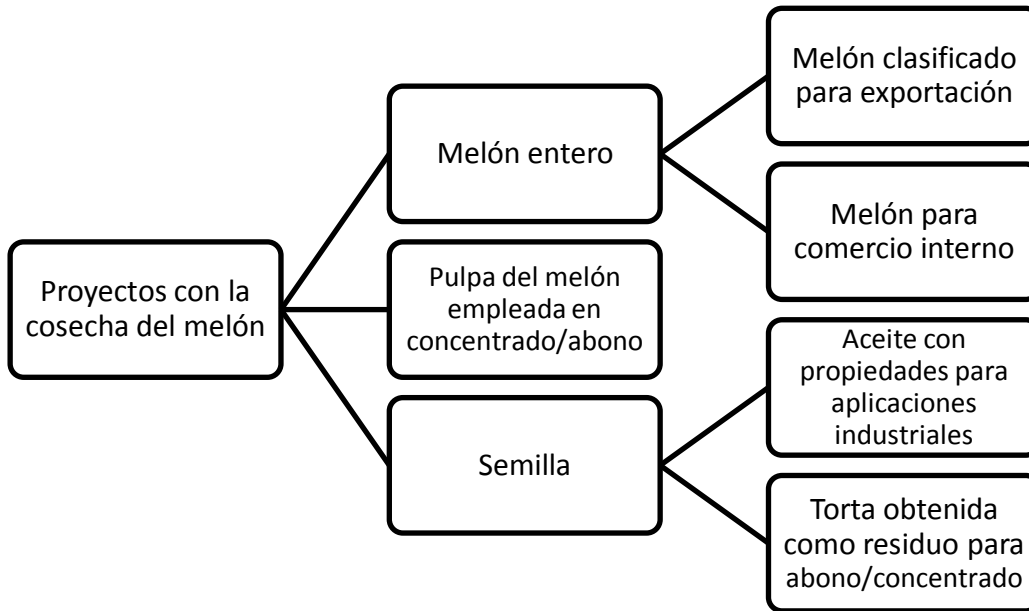 Proyectos con la
cosecha del melón
Melón entero
Melón clasificado
para exportación
Melón para
comercio interno
Pulpa del melón
empleada en
concentrado/abono
Semilla
Aceite con
propiedades para
aplicaciones
industriales
Torta obtenida
como residuo para
abono/concentrado